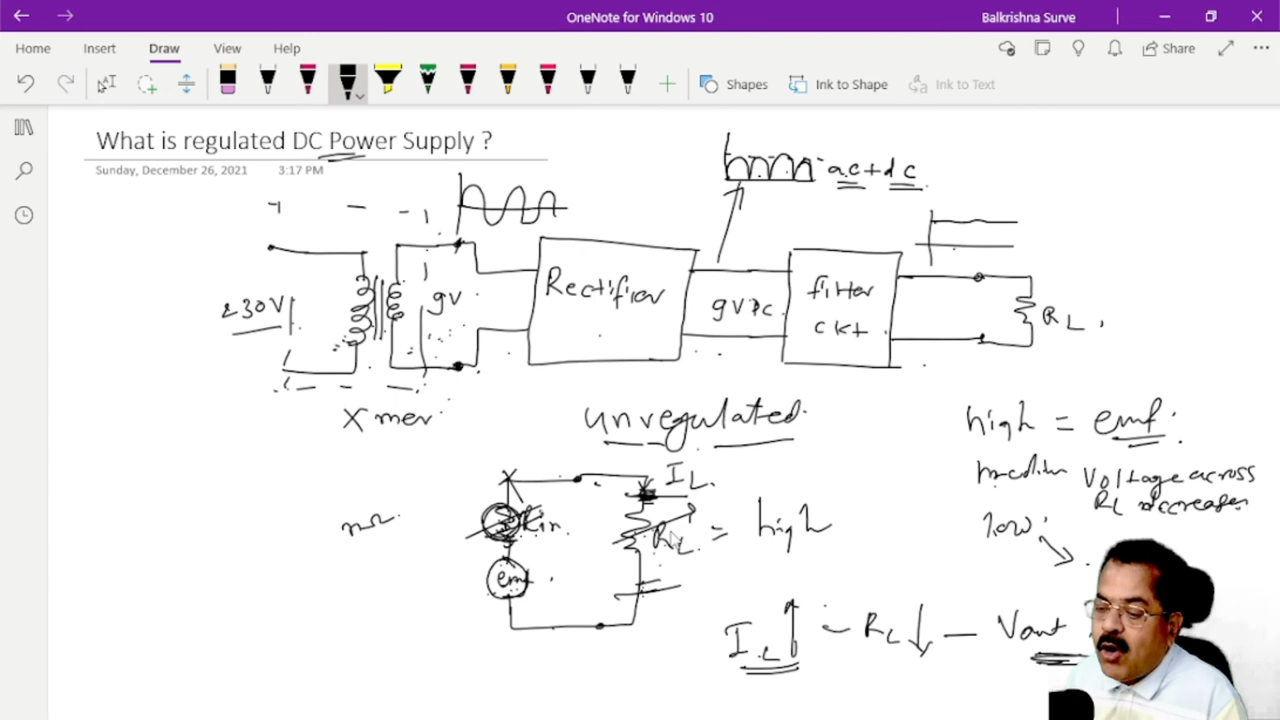 OneNote for Windows 10
Balkrishna Surve
Home Insert Draw View Help
Share
Shapes
Ink to Shape
Ink to Text
What is regulated DC Power Supply ?
Sunday, December 26, 2021 3:17 PM
ac+dc
230V
9V
Rectifier
9VDC
filter
ckt
RL
Xmer
unregulated
high = emf
Voltage across
RL decreases
low
IL
Rin
RL = high
emf
IL ↑ RL ↓ — Vout